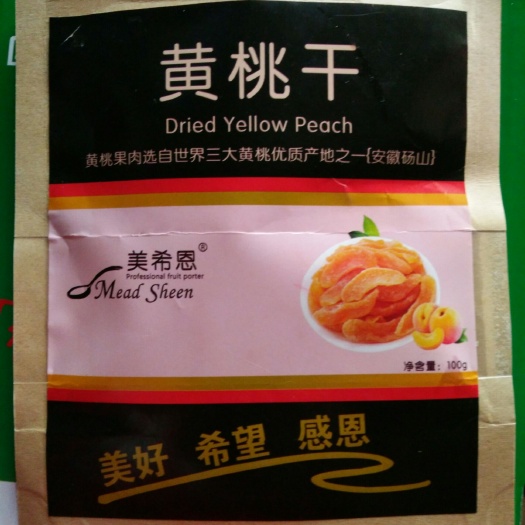 黄桃干
Dried Yellow Peach
黄桃果肉选自世界三大黄桃优质产地之一{安徽砀山}
美希恩®
Professional fruit porter
Mead Sheen
净含量：100g
美好 希望 感恩